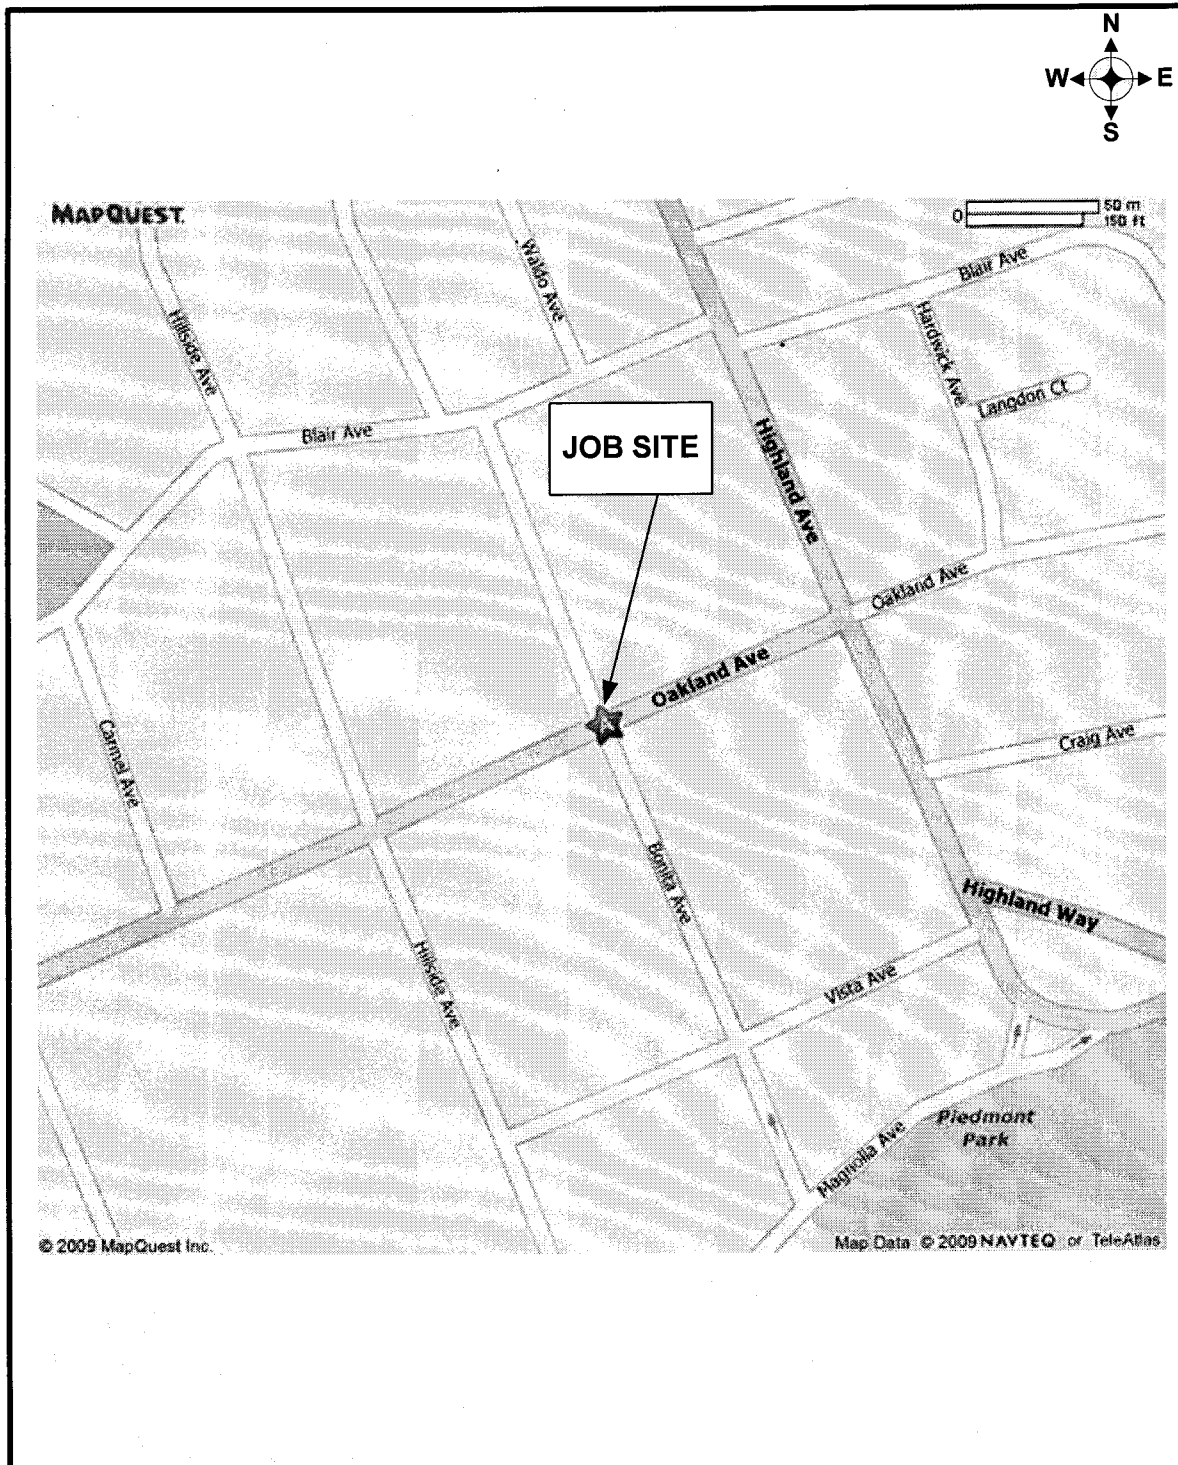 N
W E
S
MAPQUEST.
0
50 m
150 ft
Waldo Ave
Blair Ave
Hillside Ave
Hardwick Ave
Langdon Ct
Blair Ave
JOB SITE
Highland Ave
Oakland Ave
Oakland Ave
Carmel Ave
Craig Ave
Bonita Ave
Highland Way
Hillside Ave
Vista Ave
Piedmont
Park
Magnolia Ave
© 2009 MapQuest Inc.
Map Data © 2009 NAVTEQ or TeleAtlas